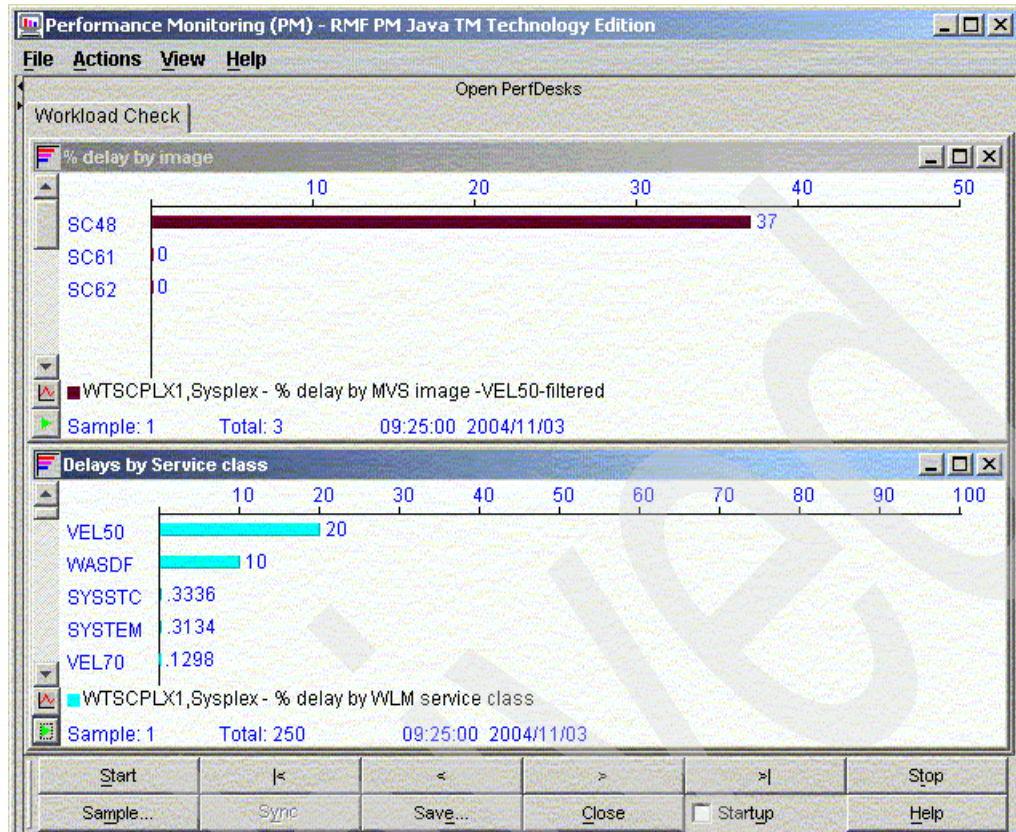 Performance Monitoring (PM) - RMF PM Java TM Technology Edition
File Actions View Help
Open PerfDesks
Workload Check
% delay by image
10 20 30 40 50
SC48 37
SC61 0
SC62 0
WTSCPLX1,Sysplex - % delay by MVS image -VEL50-filtered
Sample: 1 Total: 3 09:25:00 2004/11/03
Delays by Service class
10 20 30 40 50 60 70 80 90 100
VEL50 20
WASDF 10
SYSSTC .3336
SYSTEM .3134
VEL70 .1298
WTSCPLX1,Sysplex - % delay by WLM service class
Sample: 1 Total: 250 09:25:00 2004/11/03
Start |< < > >| Stop
Sample... Sync Save... Close Startup Help